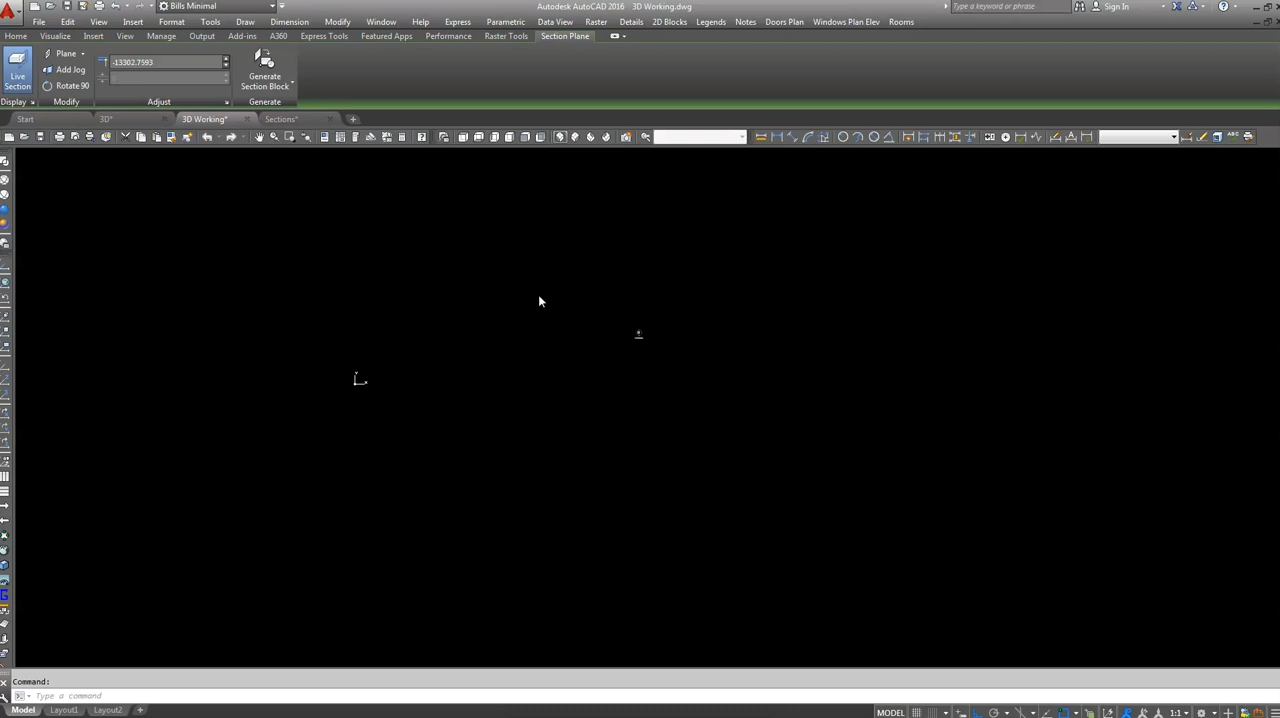 Bills Minimal
Autodesk AutoCAD 2016 3D Working.dwg
Type a keyword or phrase
Sign In
File Edit View Insert Format Tools Draw Dimension Modify Window Help Express Parametric Data View Raster Details 2D Blocks Legends Notes Doors Plan Windows Plan Elev Rooms
Home Visualize Insert View Manage Output Add-ins A360 Express Tools Featured Apps Performance Raster Tools Section Plane
Live Section
Plane
Add Jog
Rotate 90
-13302.7593
0
Generate Section Block
Display Modify Adjust Generate
Start 3D* 3D Working* Sections*
ABC
Y
X
G
Command:
Type a command
Model Layout1 Layout2
MODEL 1:1